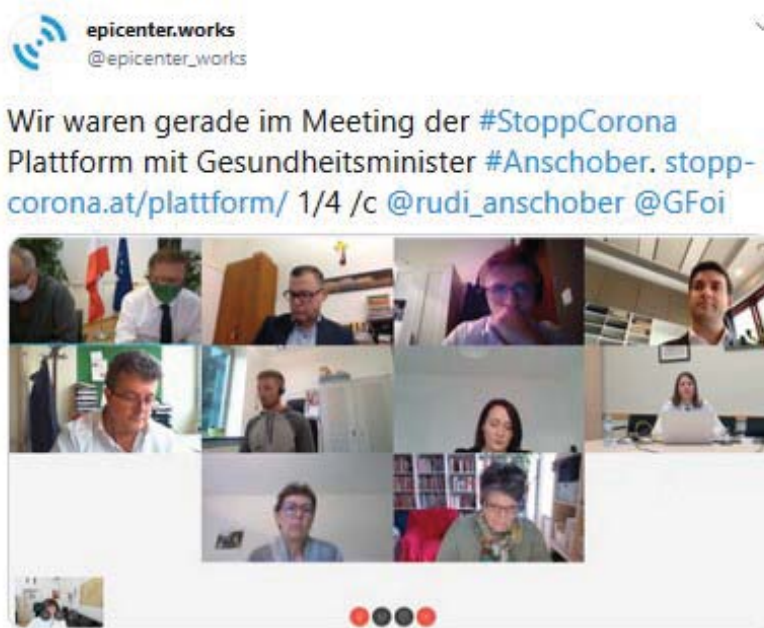 epicenter.works
@epicenter_works
Wir waren gerade im Meeting der #StoppCorona
Plattform mit Gesundheitsminister #Anschober. stopp-
corona.at/plattform/ 1/4 /c @rudi_anschober @GFoi